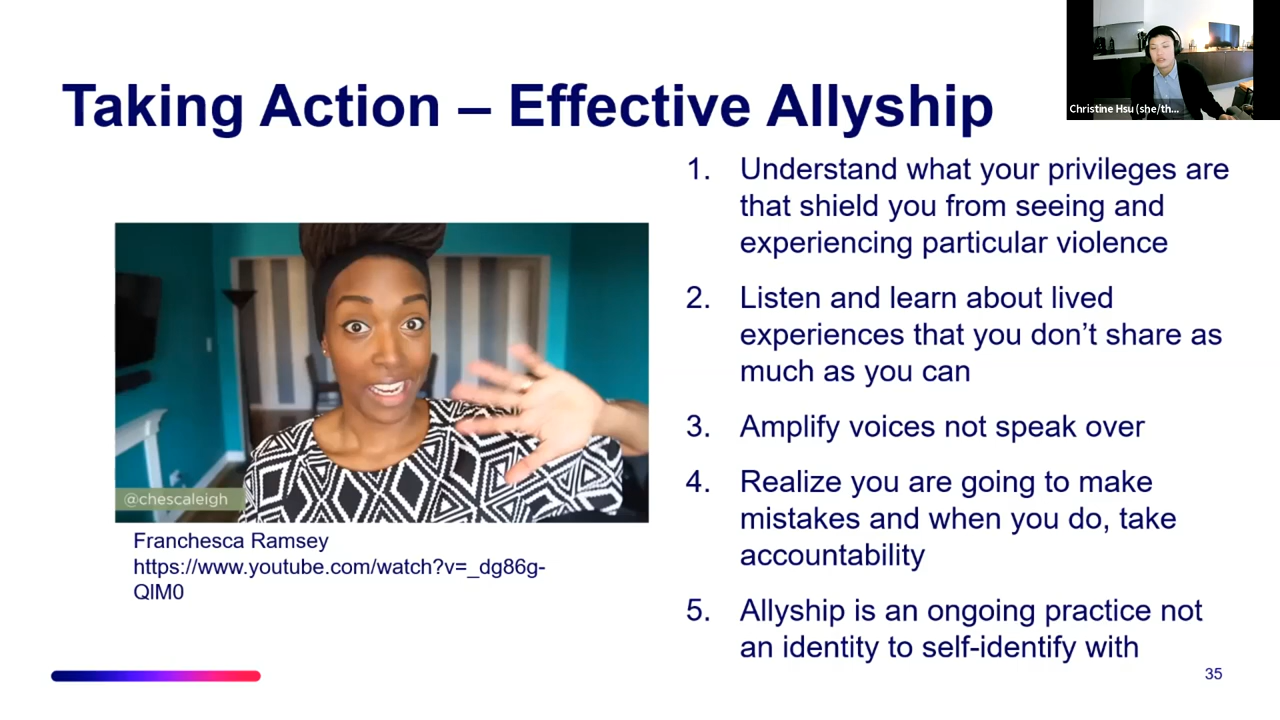 Taking Action – Effective Allyship
Christine Hsu (she/th...
1. Understand what your privileges are
that shield you from seeing and
experiencing particular violence
2. Listen and learn about lived
experiences that you don’t share as
much as you can
3. Amplify voices not speak over
4. Realize you are going to make
mistakes and when you do, take
accountability
5. Allyship is an ongoing practice not
an identity to self-identify with
@chescaleigh
Franchesca Ramsey
https://www.youtube.com/watch?v=_dg86g-
QlM0
35